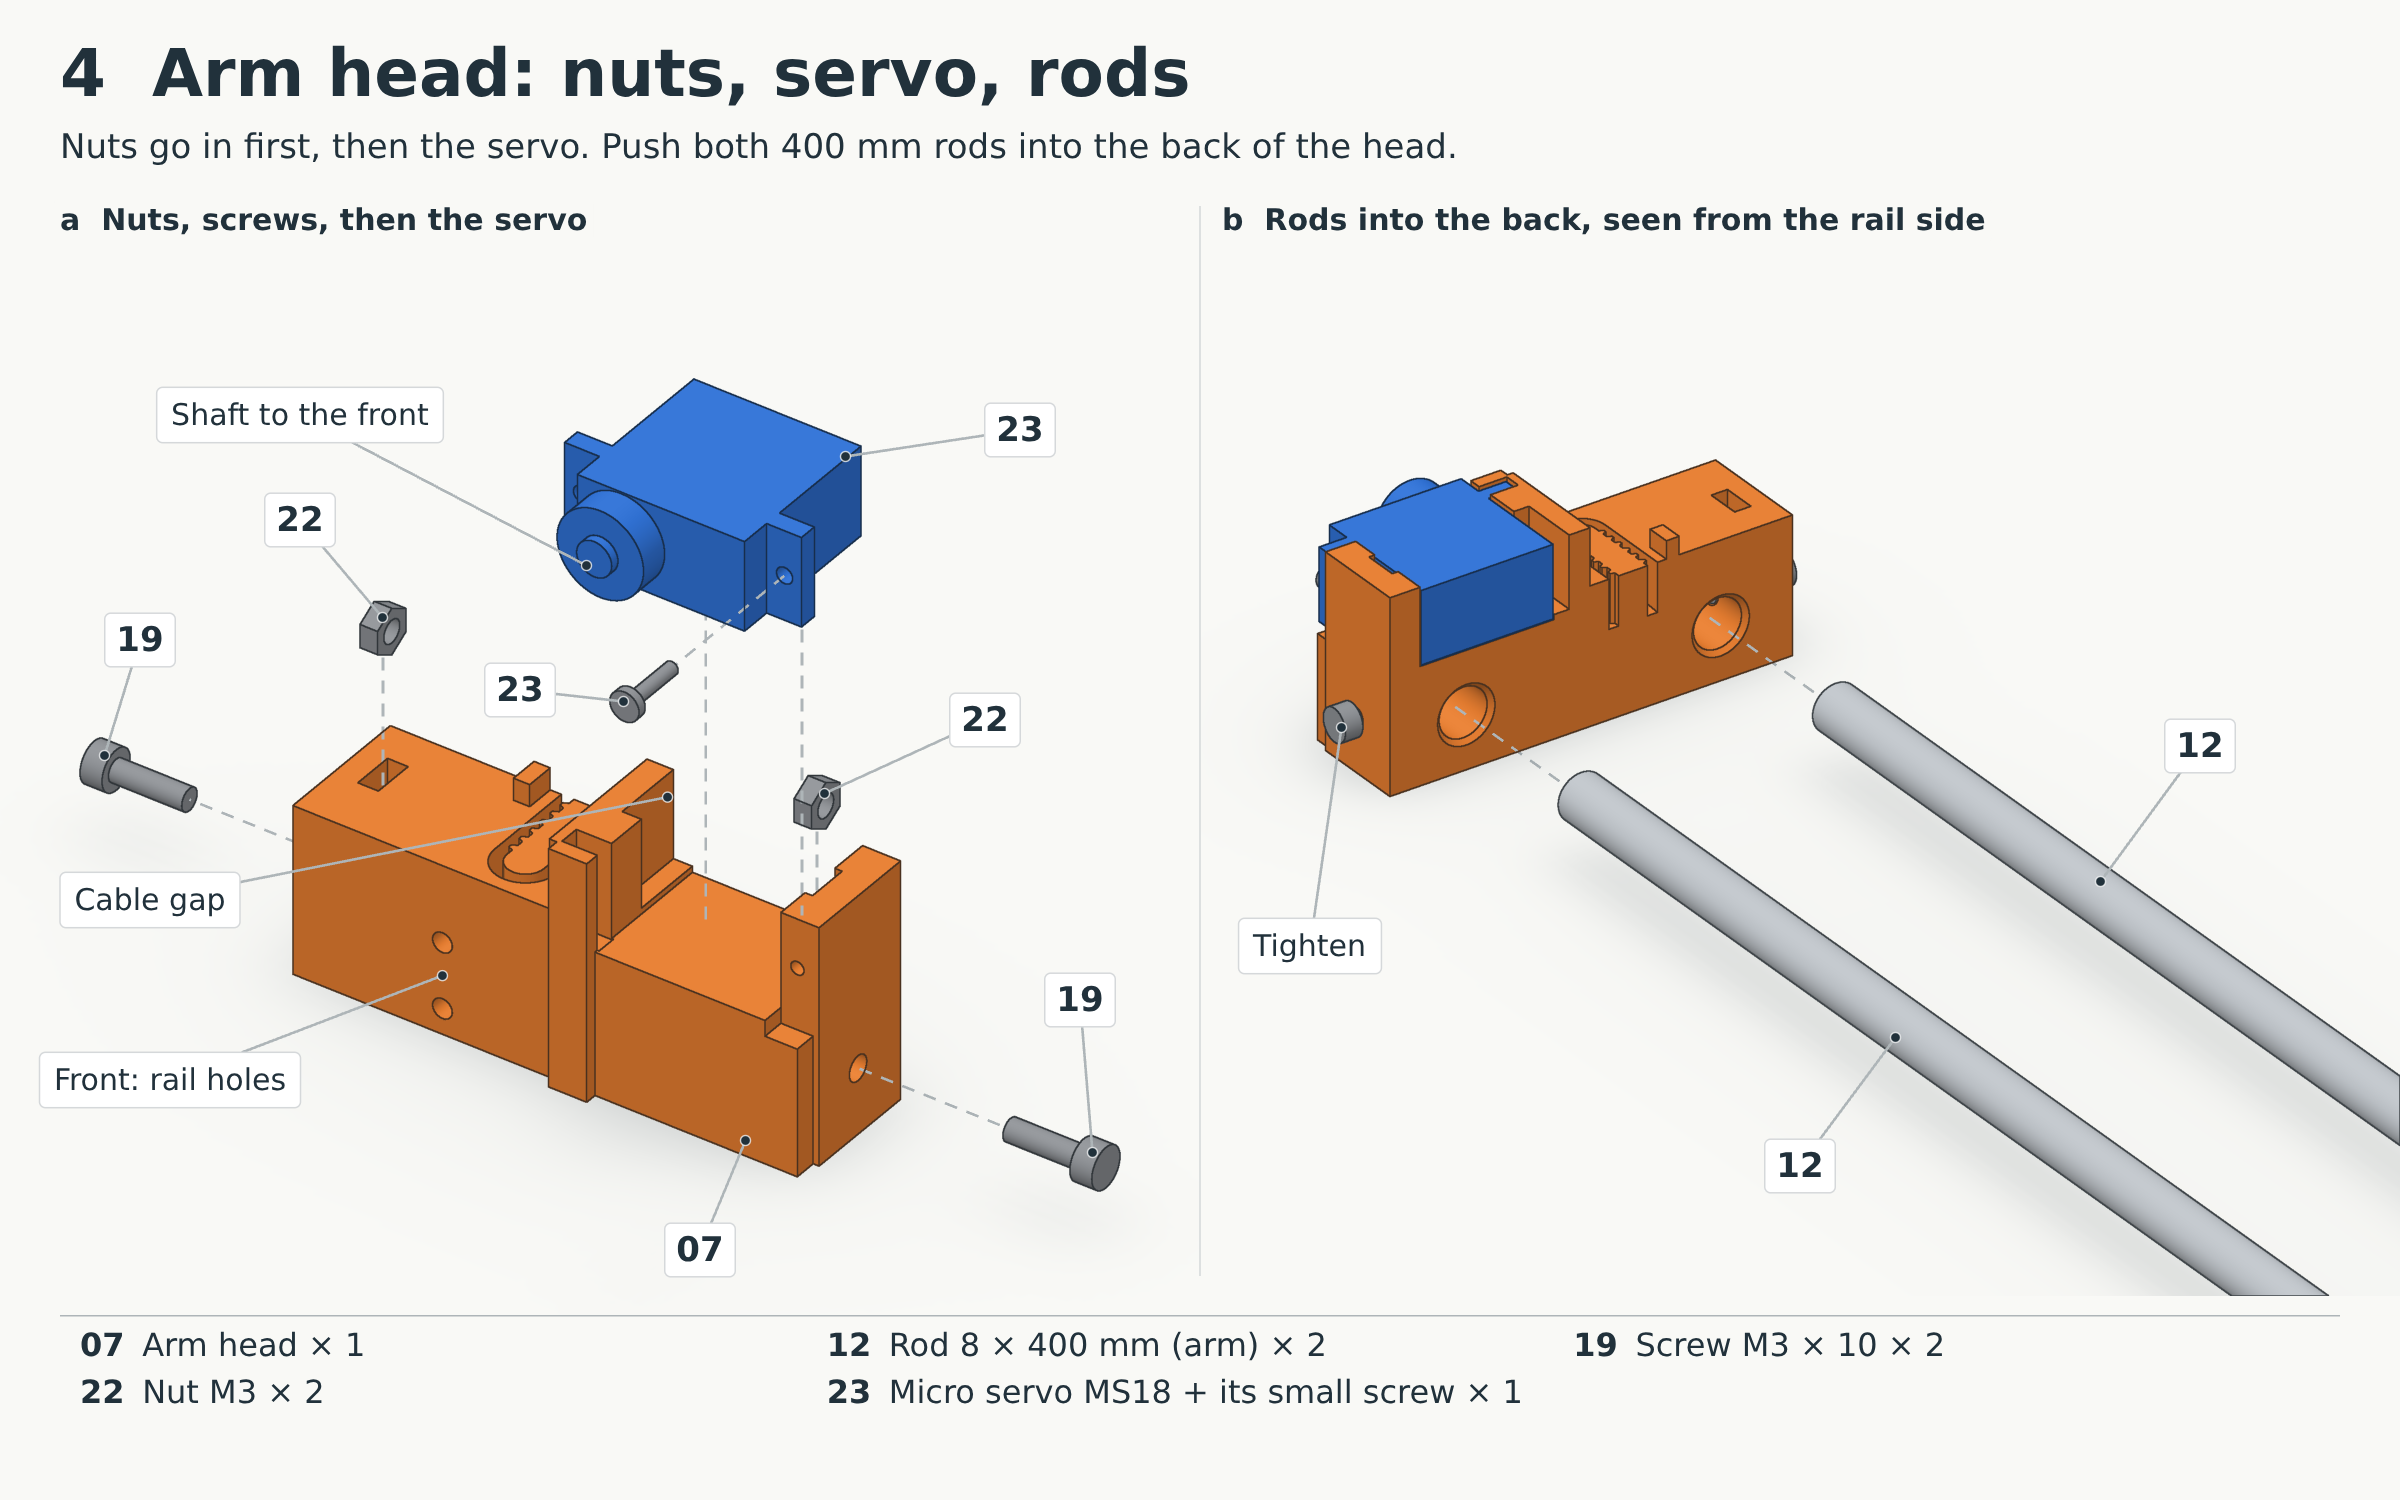 4 Arm head: nuts, servo, rods
Nuts go in first, then the servo. Push both 400 mm rods into the back of the head.
a Nuts, screws, then the servo
Shaft to the front
23
22
19
23
22
Cable gap
19
Front: rail holes
07
b Rods into the back, seen from the rail side
12
Tighten
12
07 Arm head × 1
12 Rod 8 × 400 mm (arm) × 2
19 Screw M3 × 10 × 2
22 Nut M3 × 2
23 Micro servo MS18 + its small screw × 1